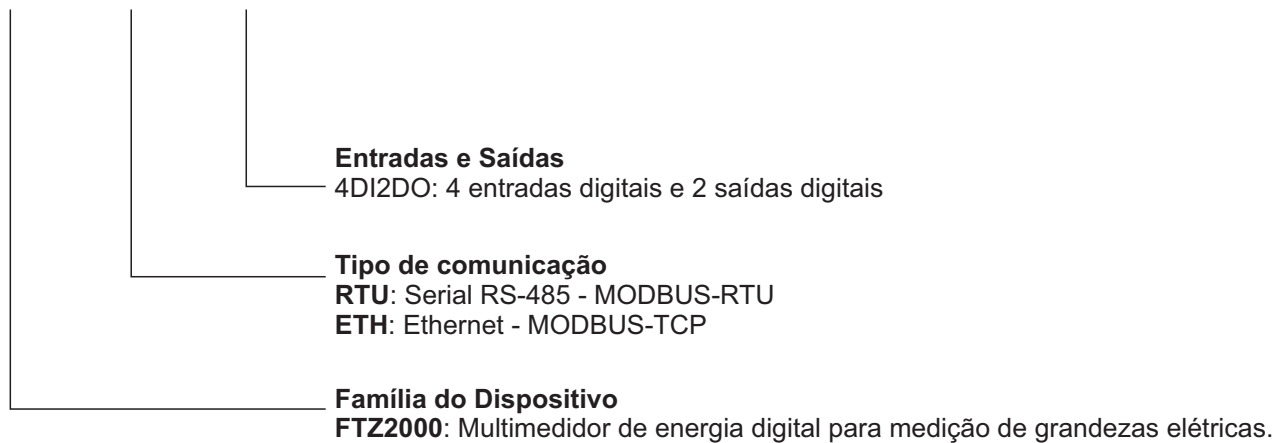 Entradas e Saídas
4DI2DO: 4 entradas digitais e 2 saídas digitais
Tipo de comunicação
RTU: Serial RS-485 - MODBUS-RTU
ETH: Ethernet - MODBUS-TCP
Família do Dispositivo
FTZ2000: Multimedidor de energia digital para medição de grandezas elétricas.